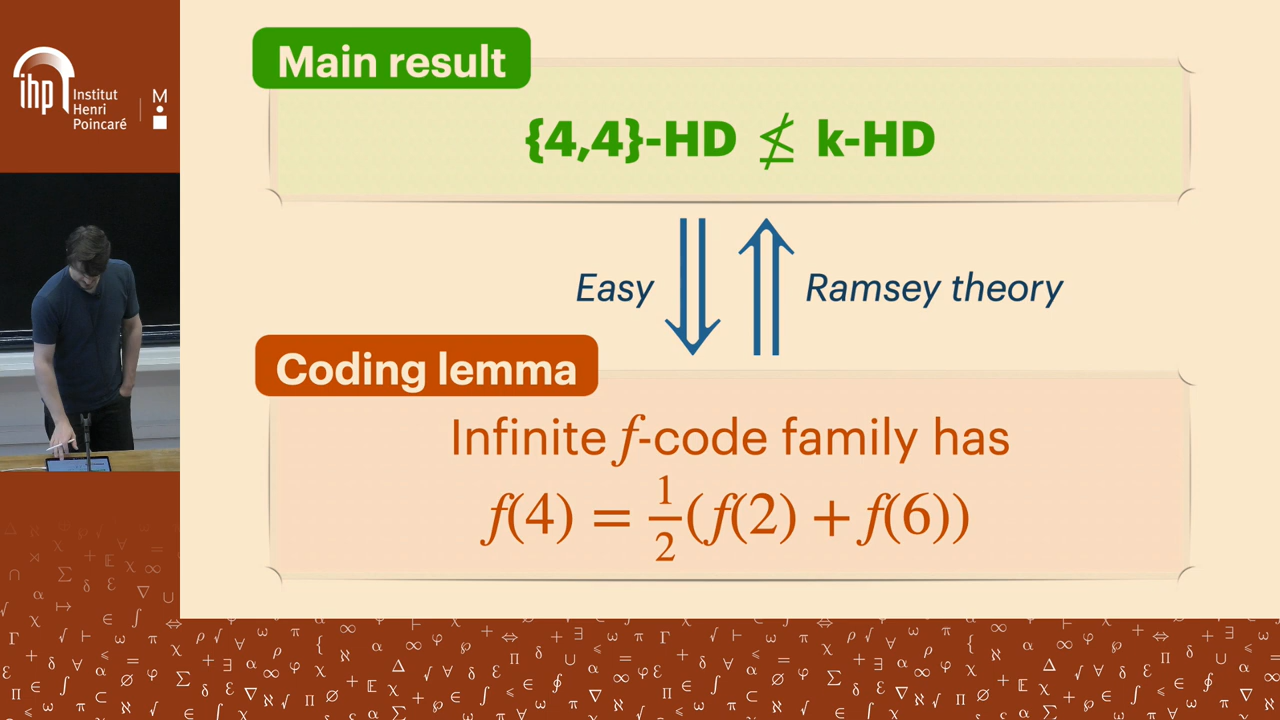 ihp
Institut
Henri
Poincaré
M
Main result
{4,4}-HD ≰ k-HD
Easy
Ramsey theory
Coding lemma
Infinite f-code family has
f(4) = 1/2 (f(2) + f(6))